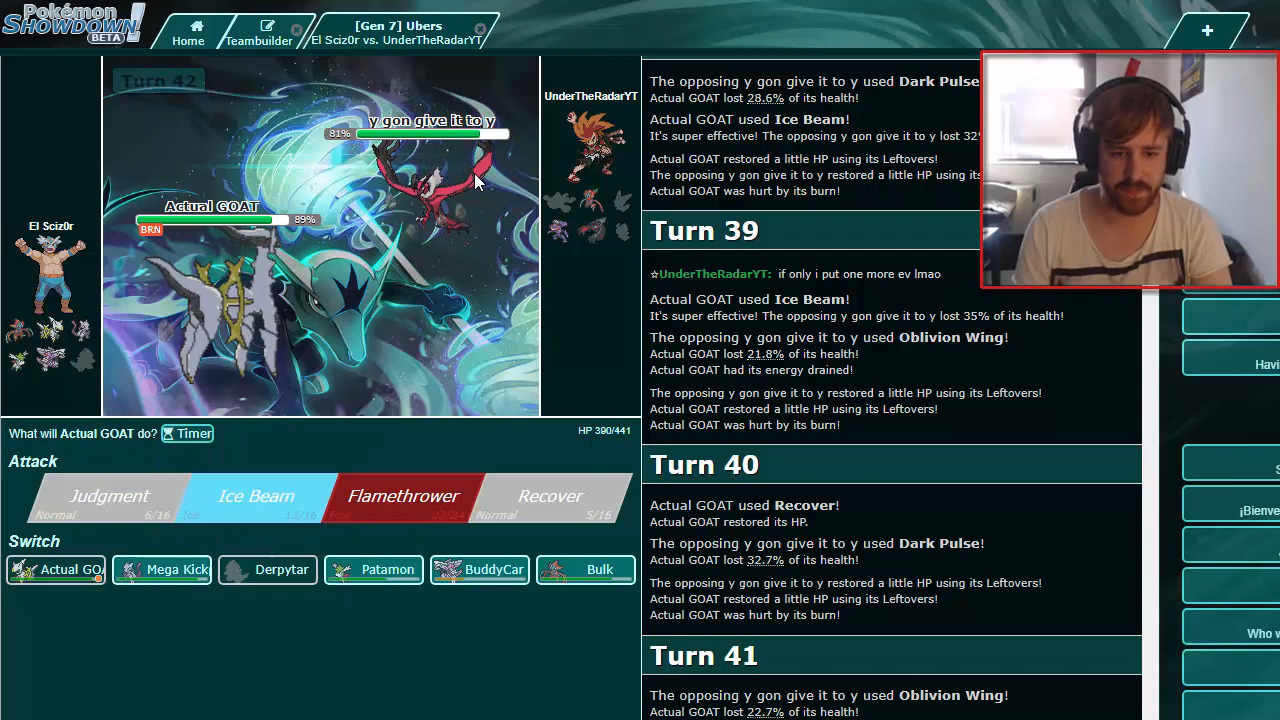 Pokémon
SHOWDOWN!
BETA
Home
Teambuilder
[Gen 7] Ubers
El Sciz0r vs. UnderTheRadarYT
+
Turn 42
y gon give it to y
81%
Actual GOAT
89%
BRN
El Sciz0r
UnderTheRadarYT
The opposing y gon give it to y used Dark Pulse
Actual GOAT lost 28.6% of its health!
Actual GOAT used Ice Beam!
It's super effective! The opposing y gon give it to y lost 32%
Actual GOAT restored a little HP using its Leftovers!
The opposing y gon give it to y restored a little HP using its
Actual GOAT was hurt by its burn!
Turn 39
☆UnderTheRadarYT: if only i put one more ev lmao
Actual GOAT used Ice Beam!
It's super effective! The opposing y gon give it to y lost 35% of its health!
The opposing y gon give it to y used Oblivion Wing!
Actual GOAT lost 21.8% of its health!
Actual GOAT had its energy drained!
The opposing y gon give it to y restored a little HP using its Leftovers!
Actual GOAT restored a little HP using its Leftovers!
Actual GOAT was hurt by its burn!
Turn 40
Actual GOAT used Recover!
Actual GOAT restored its HP.
The opposing y gon give it to y used Dark Pulse!
Actual GOAT lost 32.7% of its health!
The opposing y gon give it to y restored a little HP using its Leftovers!
Actual GOAT restored a little HP using its Leftovers!
Actual GOAT was hurt by its burn!
Turn 41
The opposing y gon give it to y used Oblivion Wing!
Actual GOAT lost 22.7% of its health!
What will Actual GOAT do? Timer
HP 390/441
Attack
Judgment
Normal 6/16
Ice Beam
Ice 13/16
Flamethrower
Fire 23/24
Recover
Normal 5/16
Switch
Actual GOA
Mega Kick
Derpytar
Patamon
BuddyCar
Bulk
Havi
¡Bienve
Who w